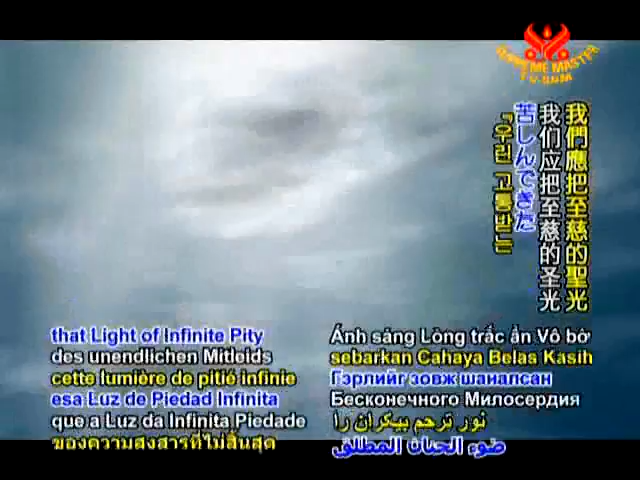 SUPREME MASTER
TV.COM
我們應把至慈的聖光
我们应把至慈的圣光
苦しんできた
『우린 고통받는
that Light of Infinite Pity
des unendlichen Mitleids
cette lumière de pitié infinie
esa Luz de Piedad Infinita
que a Luz da Infinita Piedade
ของความสงสารที่ไม่สิ้นสุด
Ánh sáng Lòng trắc ẩn Vô bờ
sebarkan Cahaya Belas Kasih
Гэрлийг зовж шаналсан
Бесконечного Милосердия
نور ترحم بیکران را
ضوء الحنان المطلق